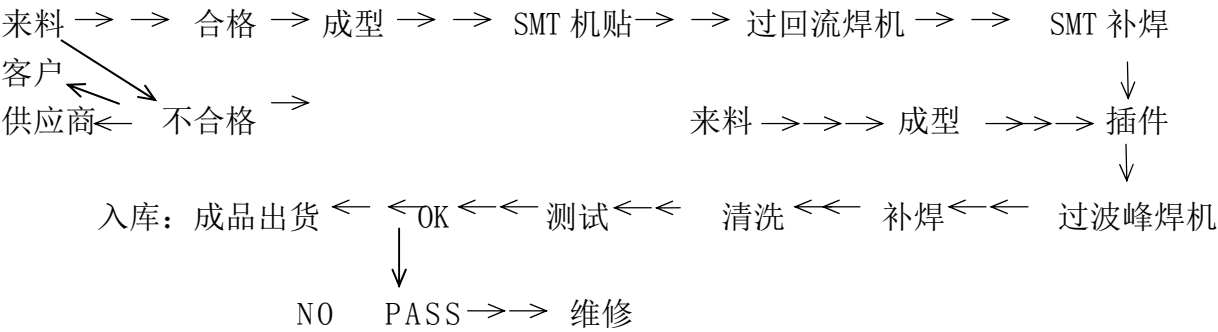 来料 → → 合格 → 成型 → → SMT 机贴 → → 过回流焊机 → → SMT 补焊
客户
供应商 ← 不合格 → 来料 →→→ 成型 →→→ 插件
入库：成品出货 ← ← OK ←← 测试 ←← 清洗 ←← 补焊 ←← 过波峰焊机
NO PASS →→ 维修